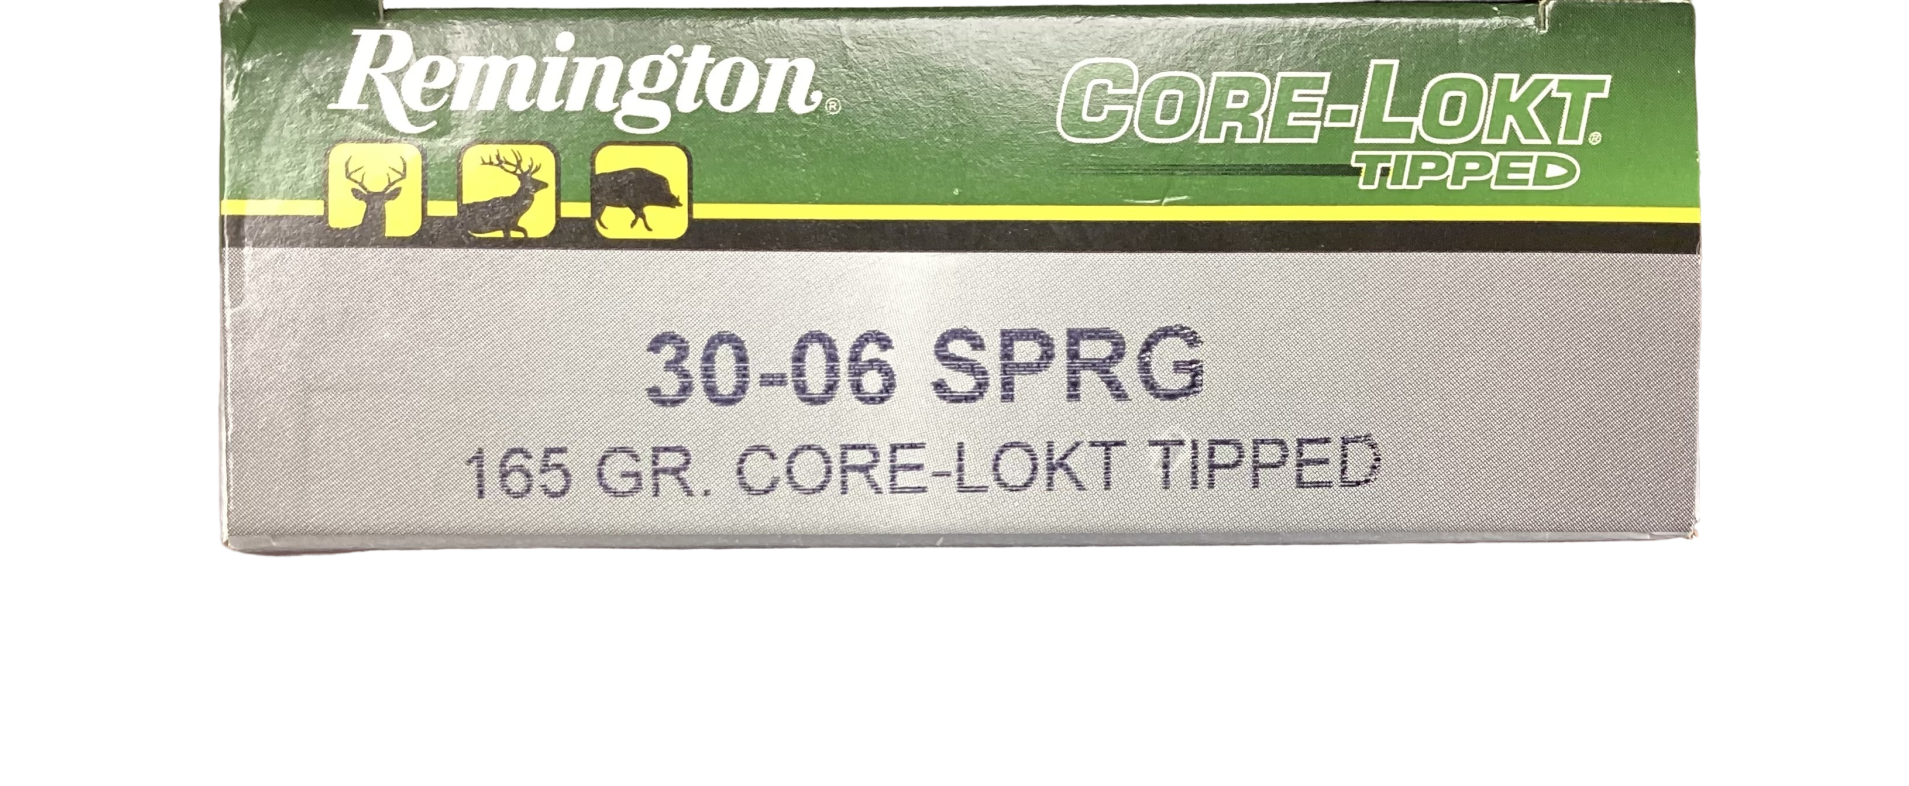 Remington®
CORE-LOKT®
TIPPED
30-06 SPRG
165 GR. CORE-LOKT TIPPED